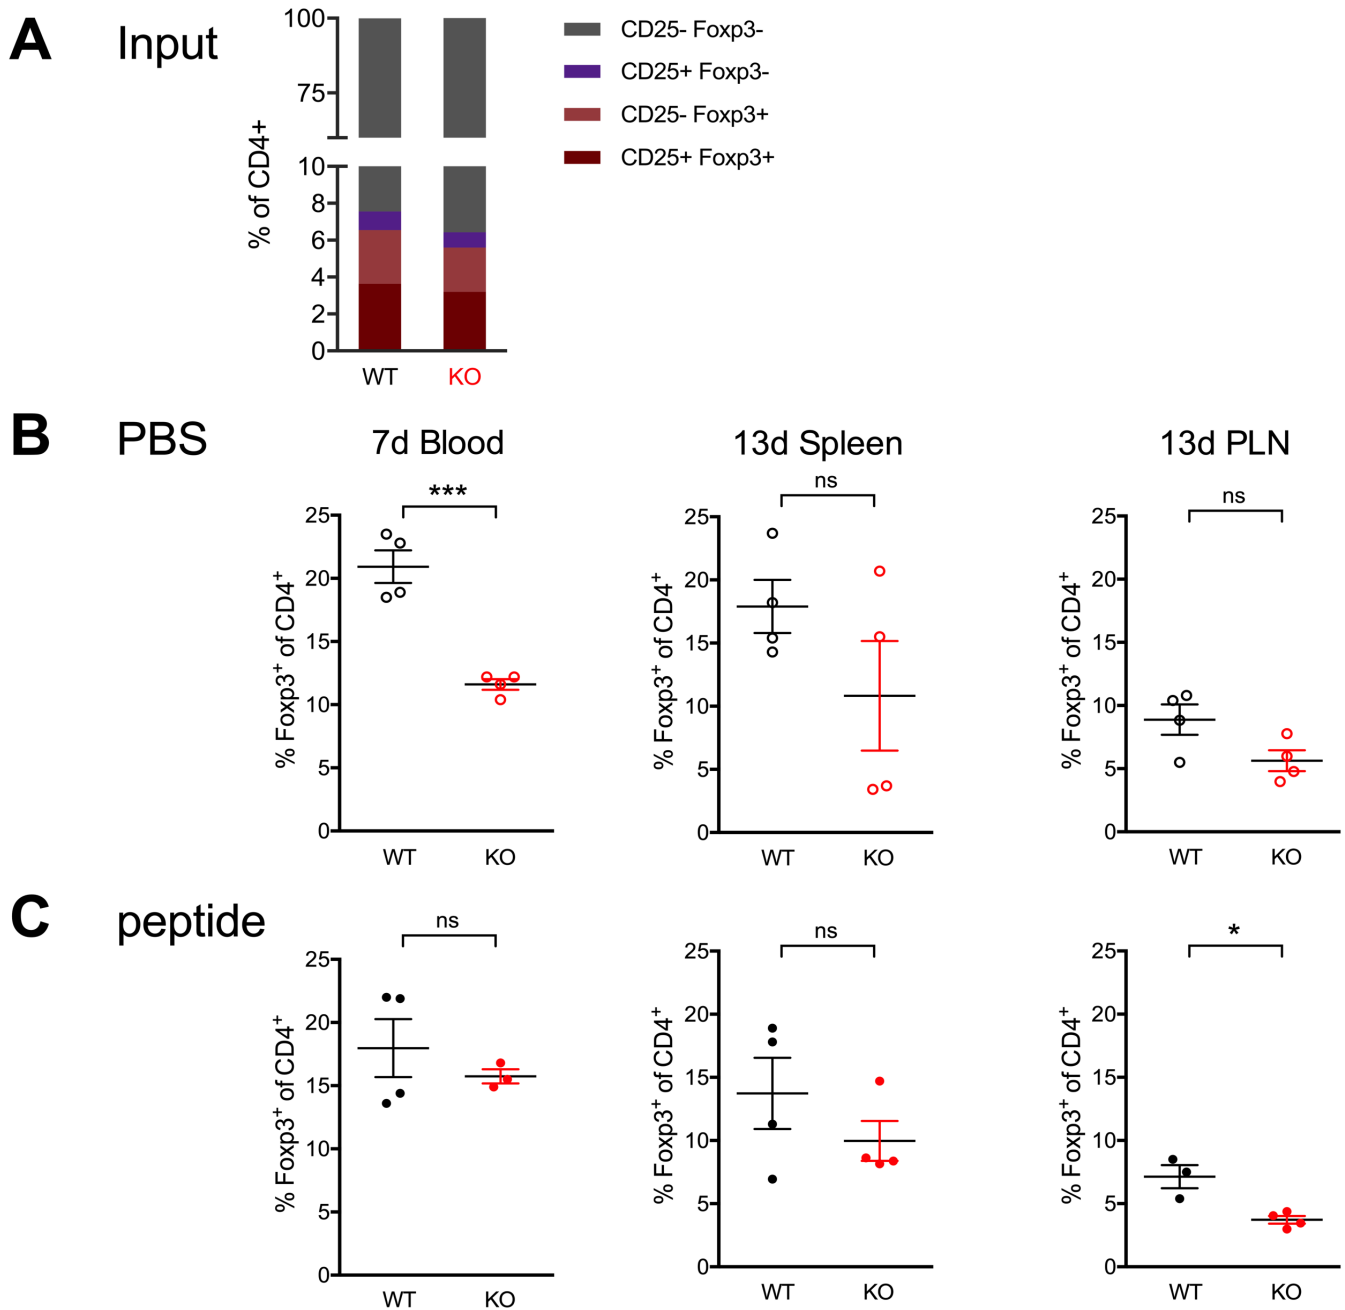 A Input
100
75
10
8
6
4
2
0
% of CD4+
WT KO
CD25- Foxp3-
CD25+ Foxp3-
CD25- Foxp3+
CD25+ Foxp3+
B PBS
7d Blood 13d Spleen 13d PLN
***
25
20
15
10
5
0
% Foxp3+ of CD4+
WT KO
ns
25
20
15
10
5
0
% Foxp3+ of CD4+
WT KO
ns
25
20
15
10
5
0
% Foxp3+ of CD4+
WT KO
C peptide
ns
25
20
15
10
5
0
% Foxp3+ of CD4+
WT KO
ns
25
20
15
10
5
0
% Foxp3+ of CD4+
WT KO
*
25
20
15
10
5
0
% Foxp3+ of CD4+
WT KO